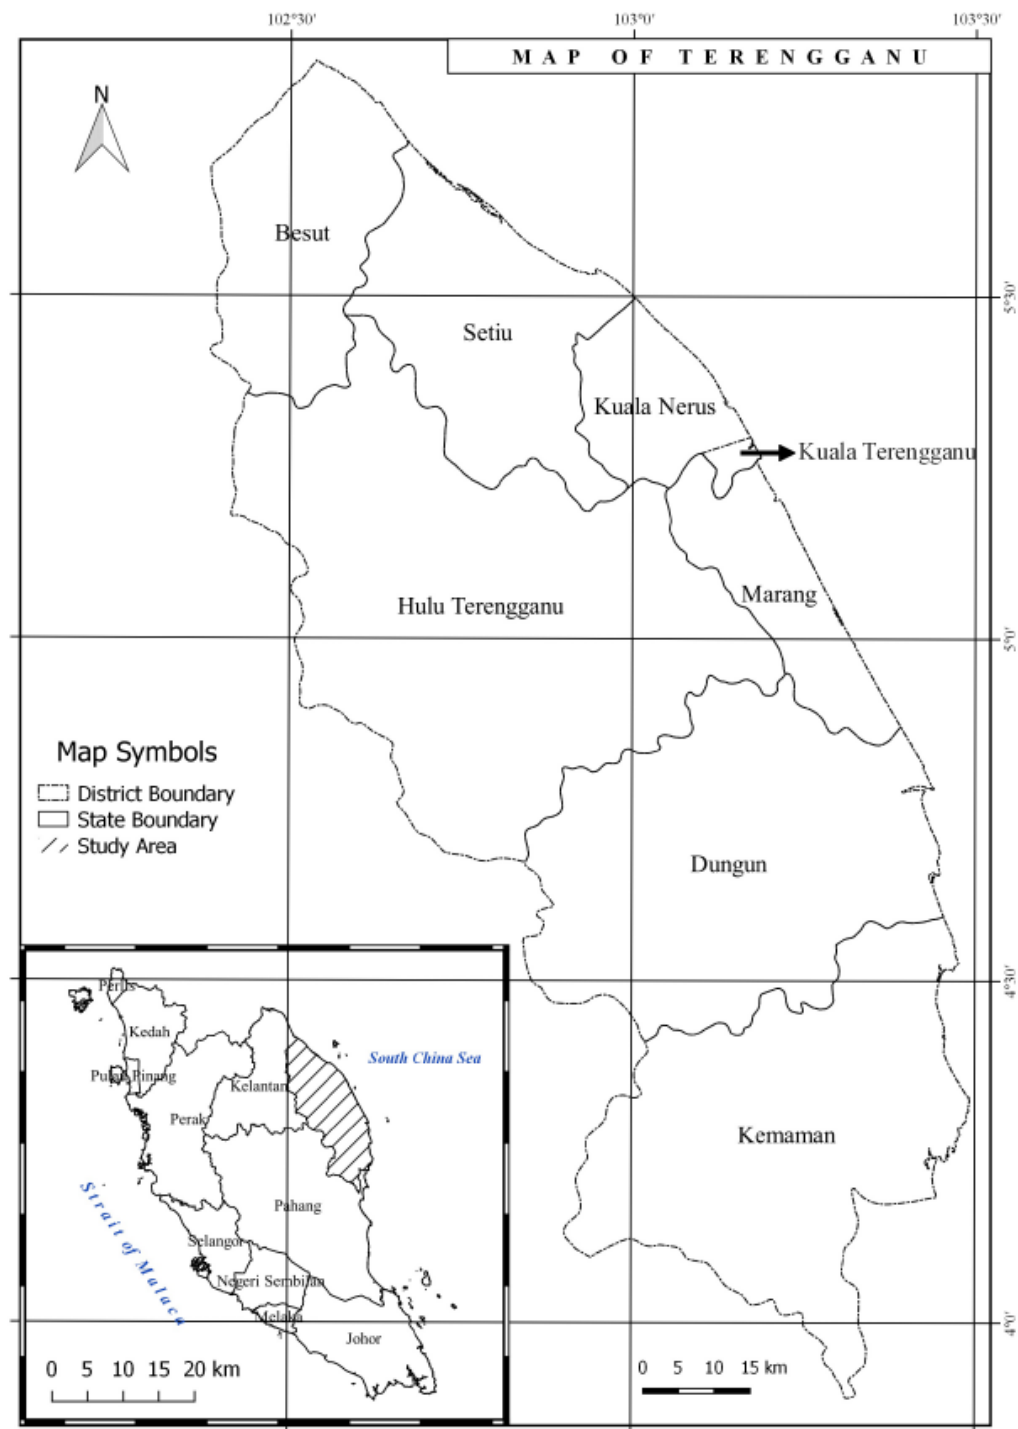 102°30' 103°0' 103°30'
MAP OF TERENGGANU
N
Besut
5°30'
Setiu
Kuala Nerus
Kuala Terengganu
Marang
Hulu Terengganu
5°0'
Map Symbols
District Boundary
State Boundary
Study Area
Dungun
4°30'
Perlis
Kedah
South China Sea
Pulau Pinang
Kelantan
Perak
Kemaman
Pahang
Strait of Malaca
Selangor
Negeri Sembilan
Melaka
Johor
4°0'
0 5 10 15 20 km
0 5 10 15 km